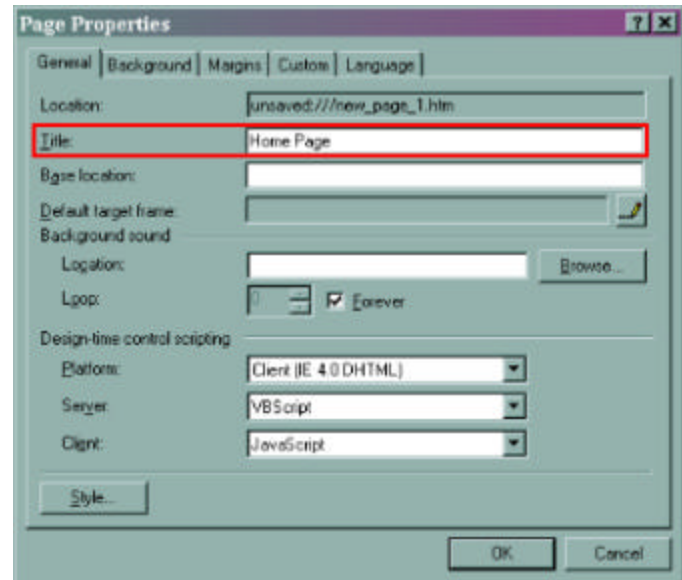 Page Properties
General Background Margins Custom Language
Location: unsaved:///new_page_1.htm
Title: Home Page
Base location:
Default target frame:
Background sound
Location: Browse...
Loop: 0 Forever
Design-time control scripting
Platform: Client (IE 4.0 DHTML)
Server: VBScript
Client: JavaScript
Style...
OK Cancel